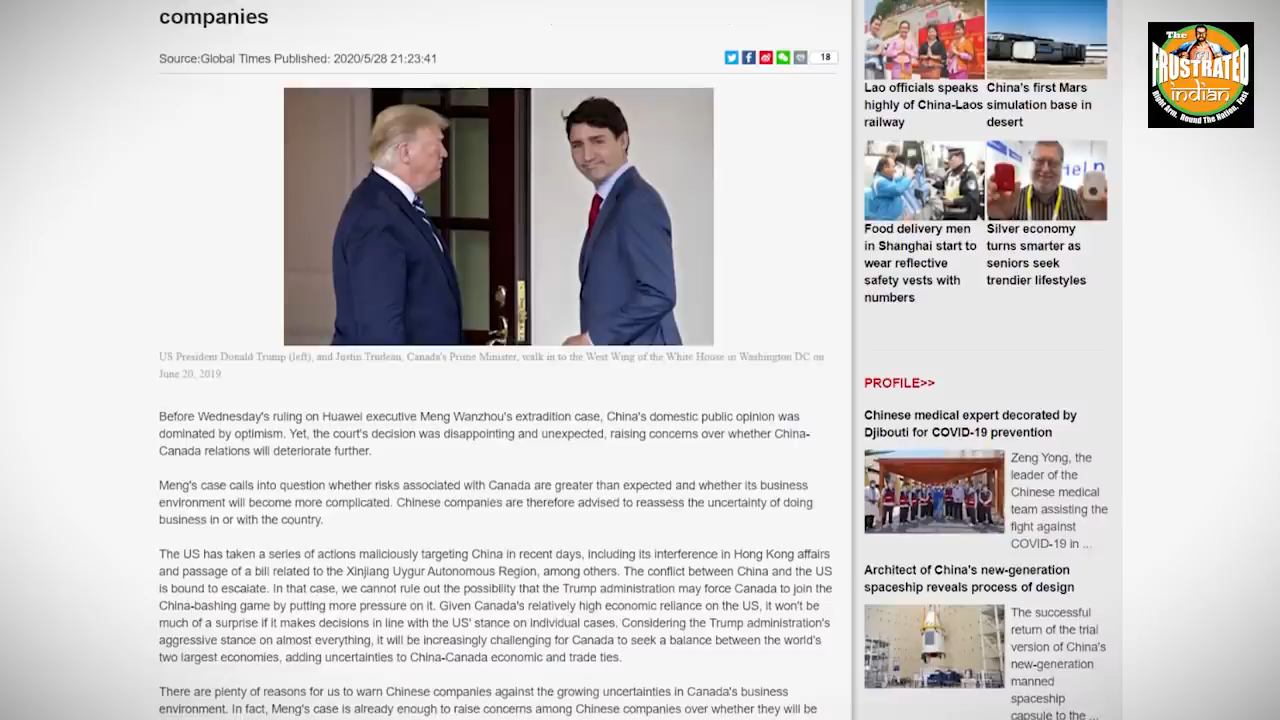 companies
Source:Global Times Published: 2020/5/28 21:23:41
18
US President Donald Trump (left), and Justin Trudeau, Canada's Prime Minister, walk in to the West Wing of the White House in Washington DC on
June 20, 2019
Before Wednesday's ruling on Huawei executive Meng Wanzhou's extradition case, China's domestic public opinion was
dominated by optimism. Yet, the court's decision was disappointing and unexpected, raising concerns over whether China-
Canada relations will deteriorate further.
Meng's case calls into question whether risks associated with Canada are greater than expected and whether its business
environment will become more complicated. Chinese companies are therefore advised to reassess the uncertainty of doing
business in or with the country.
The US has taken a series of actions maliciously targeting China in recent days, including its interference in Hong Kong affairs
and passage of a bill related to the Xinjiang Uygur Autonomous Region, among others. The conflict between China and the US
is bound to escalate. In that case, we cannot rule out the possibility that the Trump administration may force Canada to join the
China-bashing game by putting more pressure on it. Given Canada's relatively high economic reliance on the US, it won't be
much of a surprise if it makes decisions in line with the US' stance on individual cases. Considering the Trump administration's
aggressive stance on almost everything, it will be increasingly challenging for Canada to seek a balance between the world's
two largest economies, adding uncertainties to China-Canada economic and trade ties.
There are plenty of reasons for us to warn Chinese companies against the growing uncertainties in Canada's business
environment. In fact, Meng's case is already enough to raise concerns among Chinese companies over whether they will be
Lao officials speaks
highly of China-Laos
railway
China's first Mars
simulation base in
desert
Help
Food delivery men
in Shanghai start to
wear reflective
safety vests with
numbers
Silver economy
turns smarter as
seniors seek
trendier lifestyles
PROFILE>>
Chinese medical expert decorated by
Djibouti for COVID-19 prevention
Zeng Yong, the
leader of the
Chinese medical
team assisting the
fight against
COVID-19 in ...
Architect of China's new-generation
spaceship reveals process of design
The successful
return of the trial
version of China's
new-generation
manned
spaceship
capsule to the ...
The
FRUSTRATED
indian
Right Arm, Round The Nation, Fast